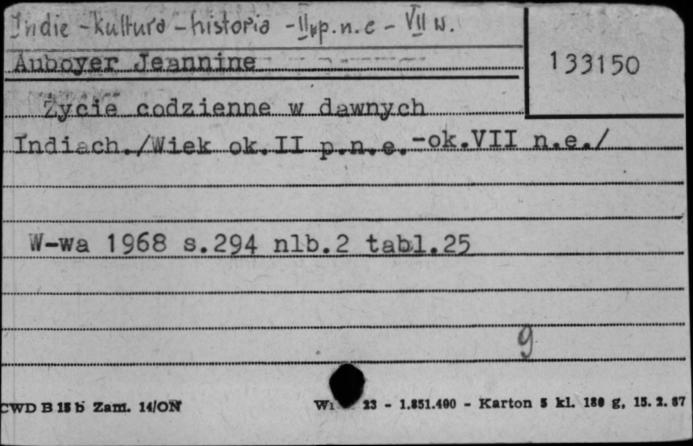 Indie - kultura - historia - II w p.n.e - VII w.
Auboyer Jeannine
133150
Życie codzienne w dawnych
Indiach./Wiek ok.II p.n.e.-ok.VII n.e./
W-wa 1968 s.294 nlb.2 tabl.25
9
CWD B 15 b Zam. 14/ON 23 - 1.851.400 - Karton 5 kl. 180 g, 15. 2. 67